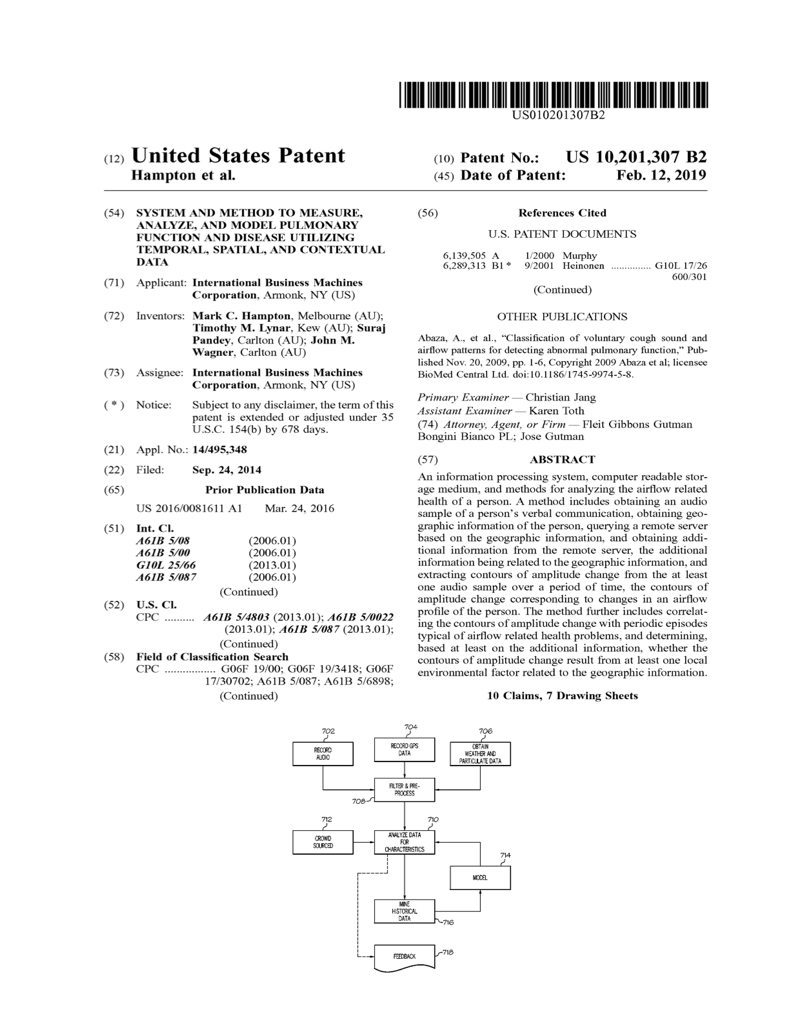 US010201307B2
(12) United States Patent
Hampton et al.
(10) Patent No.: US 10,201,307 B2
(45) Date of Patent: Feb. 12, 2019
(54) SYSTEM AND METHOD TO MEASURE,
ANALYZE, AND MODEL PULMONARY
FUNCTION AND DISEASE UTILIZING
TEMPORAL, SPATIAL, AND CONTEXTUAL
DATA
(71) Applicant: International Business Machines
Corporation, Armonk, NY (US)
(72) Inventors: Mark C. Hampton, Melbourne (AU);
Timothy M. Lynar, Kew (AU); Suraj
Pandey, Carlton (AU); John M.
Wagner, Carlton (AU)
(73) Assignee: International Business Machines
Corporation, Armonk, NY (US)
( * ) Notice: Subject to any disclaimer, the term of this
patent is extended or adjusted under 35
U.S.C. 154(b) by 678 days.
(21) Appl. No.: 14/495,348
(22) Filed: Sep. 24, 2014
(65) Prior Publication Data
US 2016/0081611 A1 Mar. 24, 2016
(51) Int. Cl.
A61B 5/08 (2006.01)
A61B 5/00 (2006.01)
G10L 25/66 (2013.01)
A61B 5/087 (2006.01)
(Continued)
(52) U.S. Cl.
CPC .......... A61B 5/4803 (2013.01); A61B 5/0022
(2013.01); A61B 5/087 (2013.01);
(Continued)
(58) Field of Classification Search
CPC ................. G06F 19/00; G06F 19/3418; G06F
17/30702; A61B 5/087; A61B 5/6898;
(Continued)
(56) References Cited
U.S. PATENT DOCUMENTS
6,139,505 A 1/2000 Murphy
6,289,313 B1 * 9/2001 Heinonen .............. G10L 17/26
600/301
(Continued)
OTHER PUBLICATIONS
Abaza, A., et al., “Classification of voluntary cough sound and
airflow patterns for detecting abnormal pulmonary function,” Pub-
lished Nov. 20, 2009, pp. 1-6, Copyright 2009 Abaza et al; licensee
BioMed Central Ltd. doi:10.1186/1745-9974-5-8.
Primary Examiner — Christian Jang
Assistant Examiner — Karen Toth
(74) Attorney, Agent, or Firm — Fleit Gibbons Gutman
Bongini Bianco PL; Jose Gutman
(57) ABSTRACT
An information processing system, computer readable stor-
age medium, and methods for analyzing the airflow related
health of a person. A method includes obtaining an audio
sample of a person’s verbal communication, obtaining geo-
graphic information of the person, querying a remote server
based on the geographic information, and obtaining addi-
tional information from the remote server, the additional
information being related to the geographic information, and
extracting contours of amplitude change from the at least
one audio sample over a period of time, the contours of
amplitude change corresponding to changes in an airflow
profile of the person. The method further includes correlat-
ing the contours of amplitude change with periodic episodes
typical of airflow related health problems, and determining,
based at least on the additional information, whether the
contours of amplitude change result from at least one local
environmental factor related to the geographic information.
10 Claims, 7 Drawing Sheets
702
RECORD
AUDIO
704
RECORD GPS
DATA
706
OBTAIN
WEATHER AND
PARTICULATE DATA
FILTER & PRE-
PROCESS
708
712
CROWD
SOURCED
710
ANALYZE DATA
FOR
CHARACTERISTICS
714
MODEL
MINE
HISTORICAL
DATA
716
FEEDBACK
718